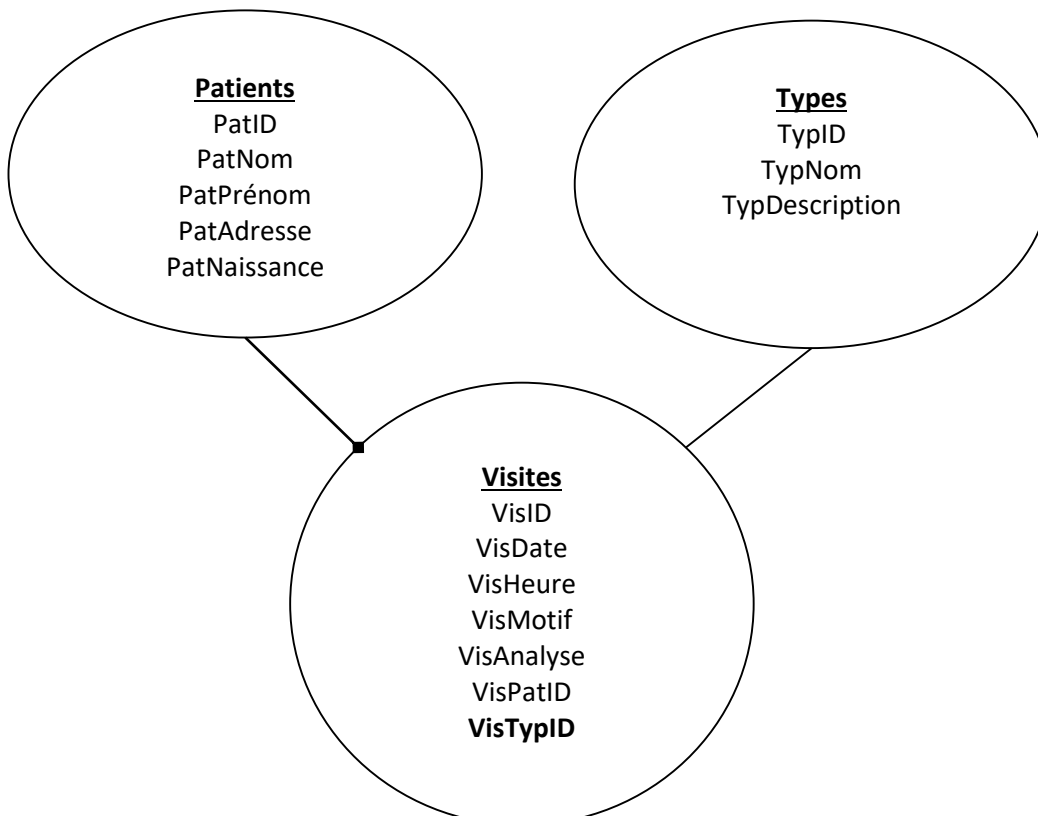 Patients
PatID
PatNom
PatPrénom
PatAdresse
PatNaissance
Types
TypID
TypNom
TypDescription
Visites
VisID
VisDate
VisHeure
VisMotif
VisAnalyse
VisPatID
VisTypID